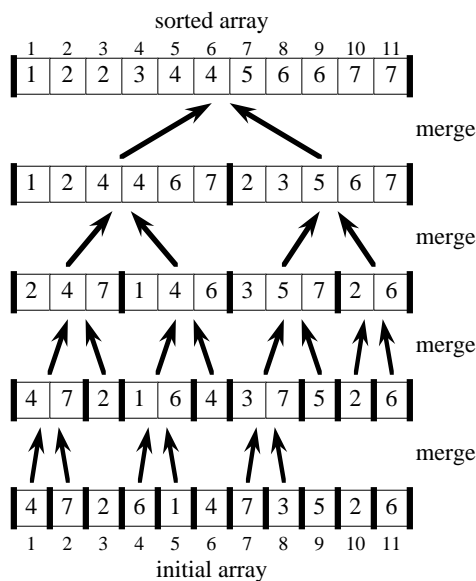 sorted array
1 2 3 4 5 6 7 8 9 10 11
1 2 2 3 4 4 5 6 6 7 7
merge
1 2 4 4 6 7 2 3 5 6 7
merge
2 4 7 1 4 6 3 5 7 2 6
merge
4 7 2 1 6 4 3 7 5 2 6
merge
4 7 2 6 1 4 7 3 5 2 6
1 2 3 4 5 6 7 8 9 10 11
initial array